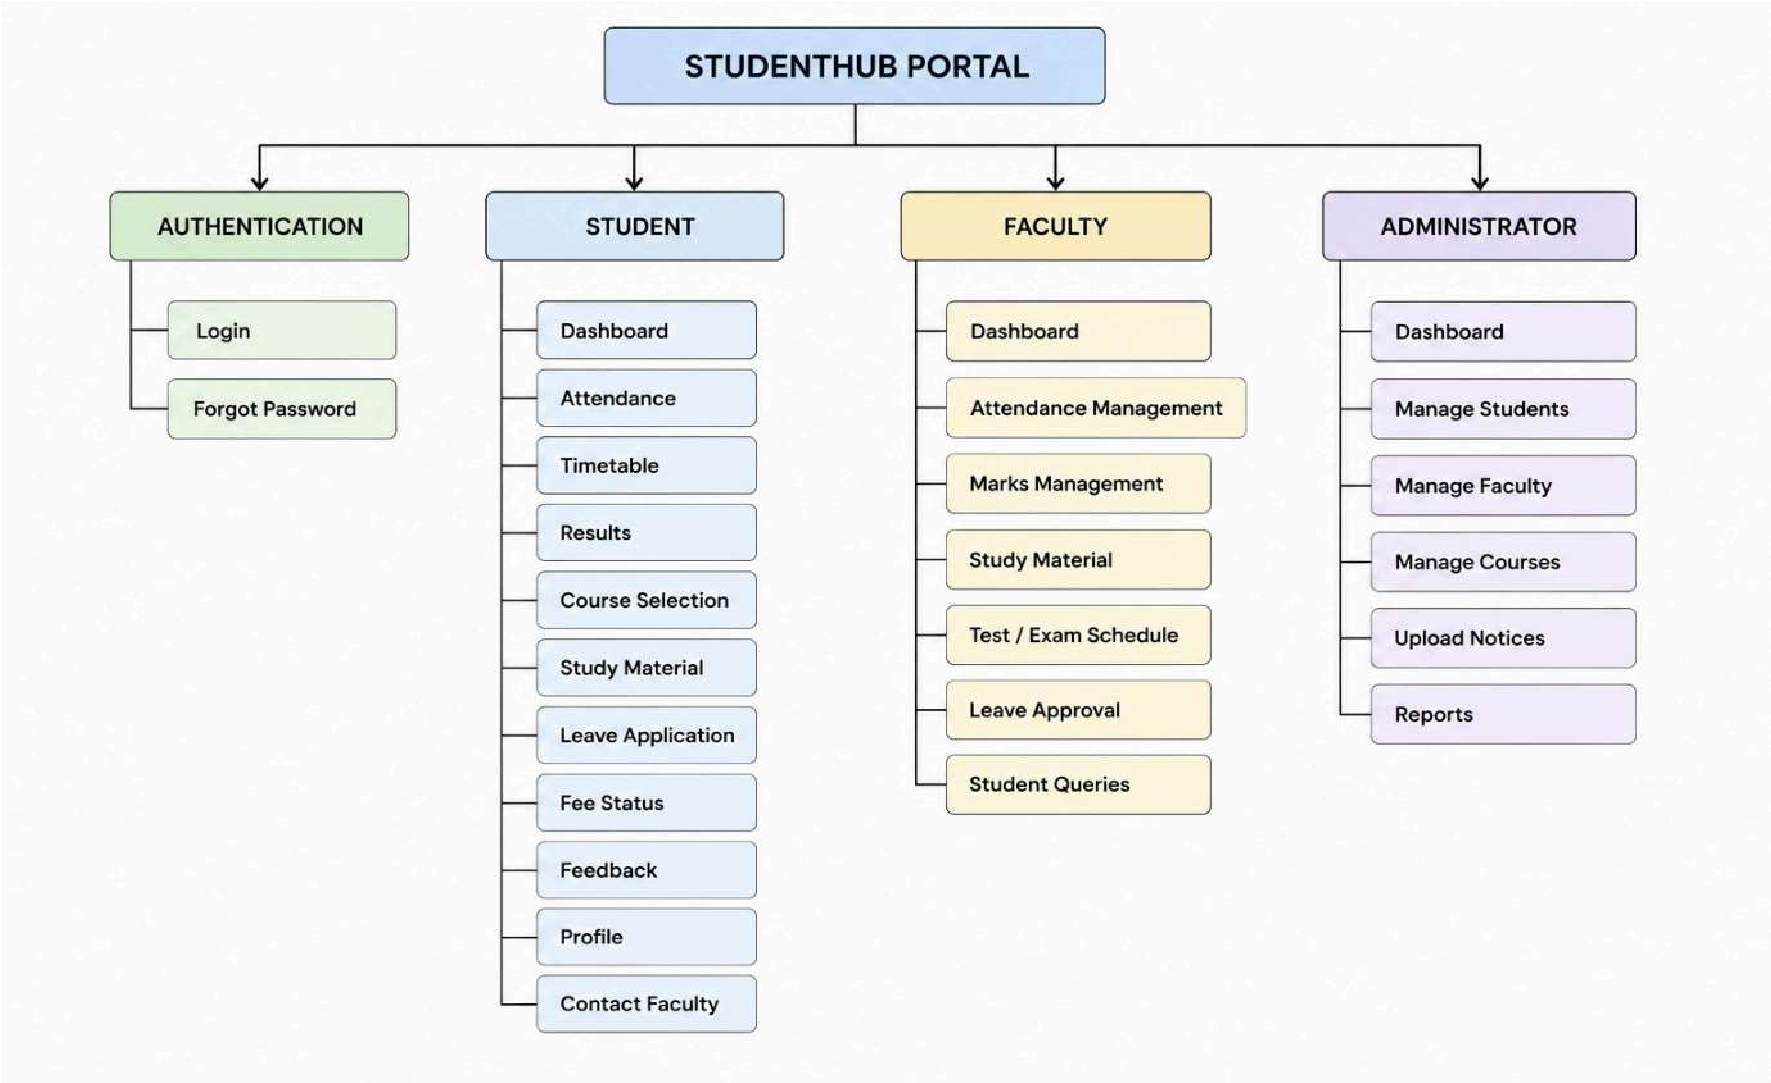 STUDENTHUB PORTAL
AUTHENTICATION
Login
Forgot Password
STUDENT
Dashboard
Attendance
Timetable
Results
Course Selection
Study Material
Leave Application
Fee Status
Feedback
Profile
Contact Faculty
FACULTY
Dashboard
Attendance Management
Marks Management
Study Material
Test / Exam Schedule
Leave Approval
Student Queries
ADMINISTRATOR
Dashboard
Manage Students
Manage Faculty
Manage Courses
Upload Notices
Reports